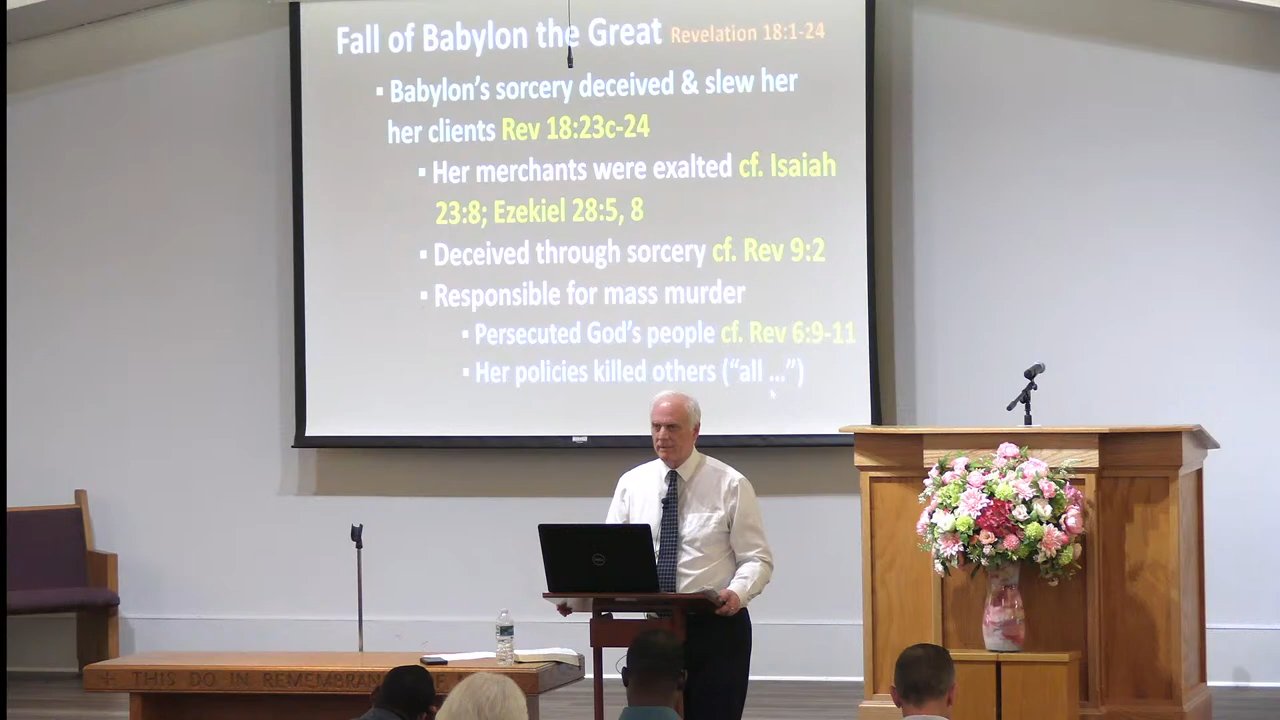 Fall of Babylon the Great Revelation 18:1-24
▪ Babylon's sorcery deceived & slew her
her clients Rev 18:23c-24
▪ Her merchants were exalted cf. Isaiah
23:8; Ezekiel 28:5, 8
▪ Deceived through sorcery cf. Rev 9:2
▪ Responsible for mass murder
▪ Persecuted God's people cf. Rev 6:9-11
▪ Her policies killed others ("all ...")
DELL
THIS DO IN REMEMBRANCE OF